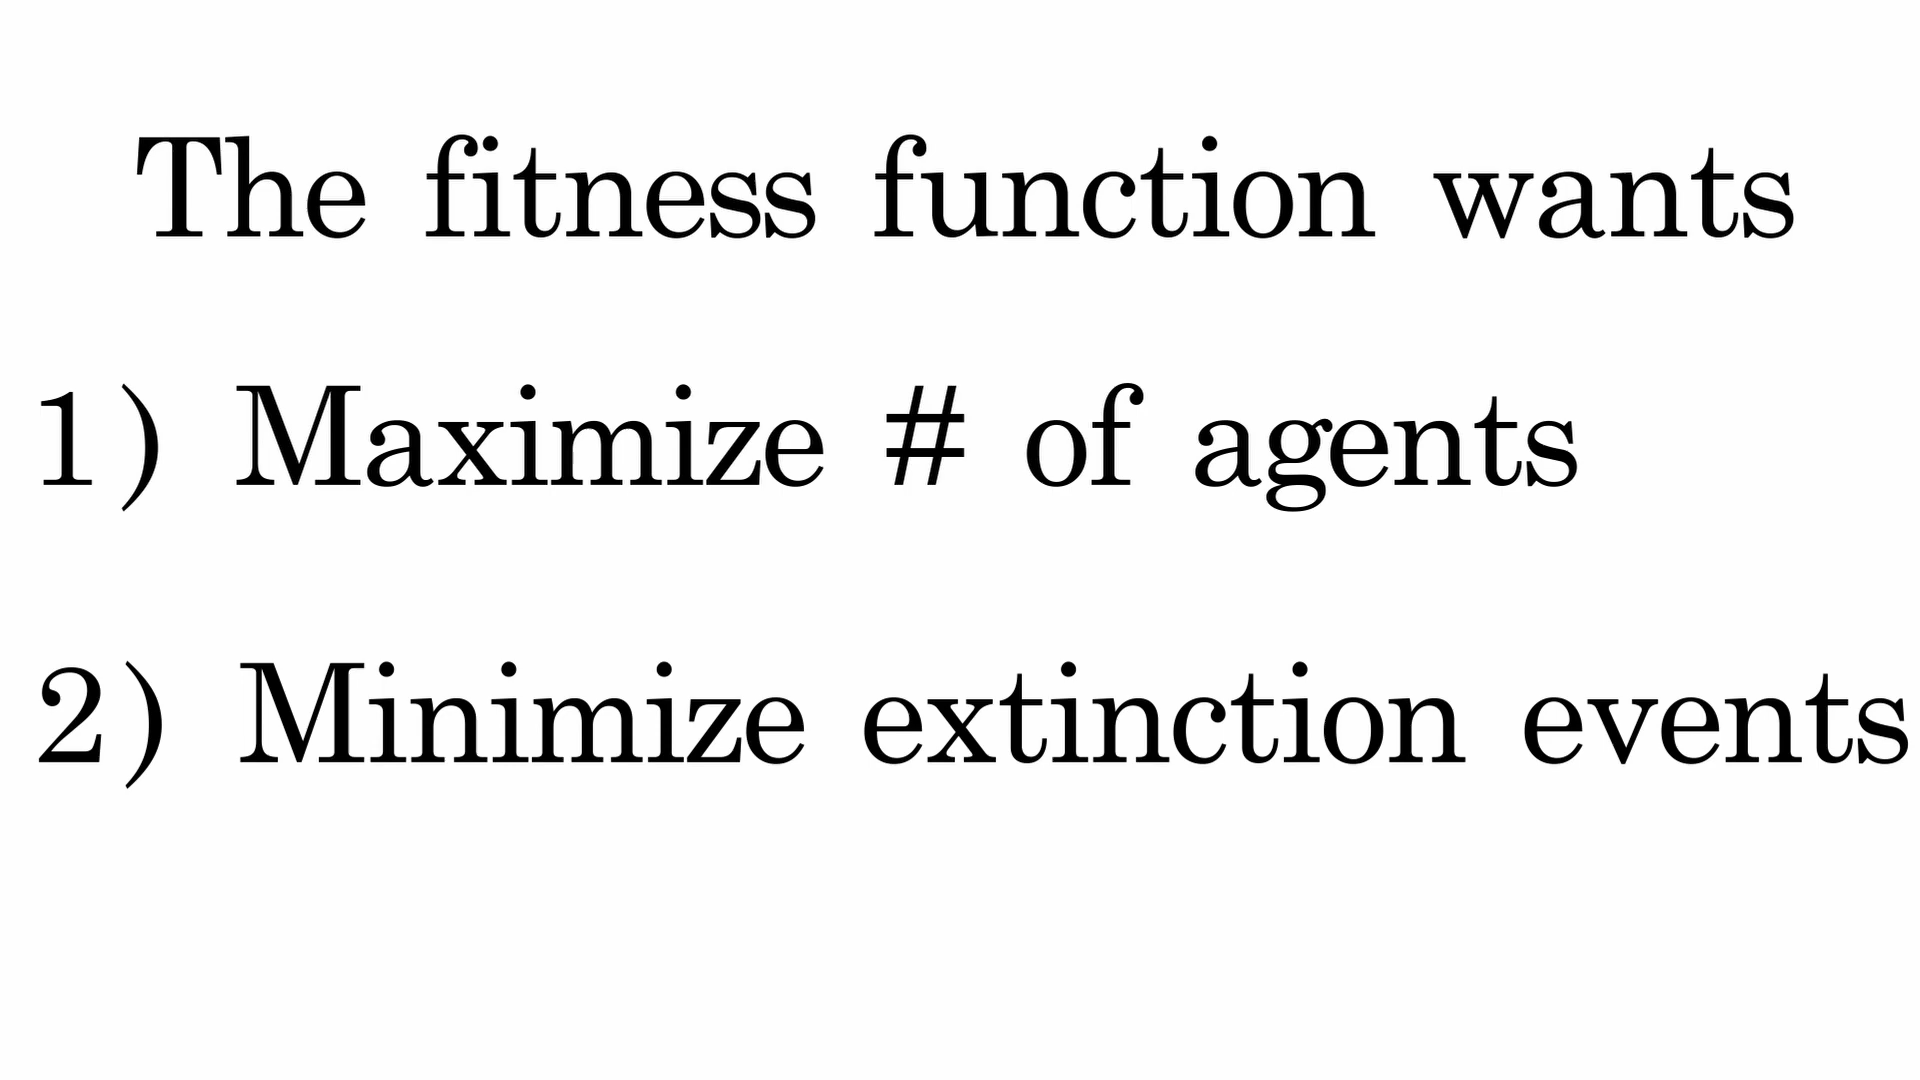 The fitness function wants
1) Maximize # of agents
2) Minimize extinction events